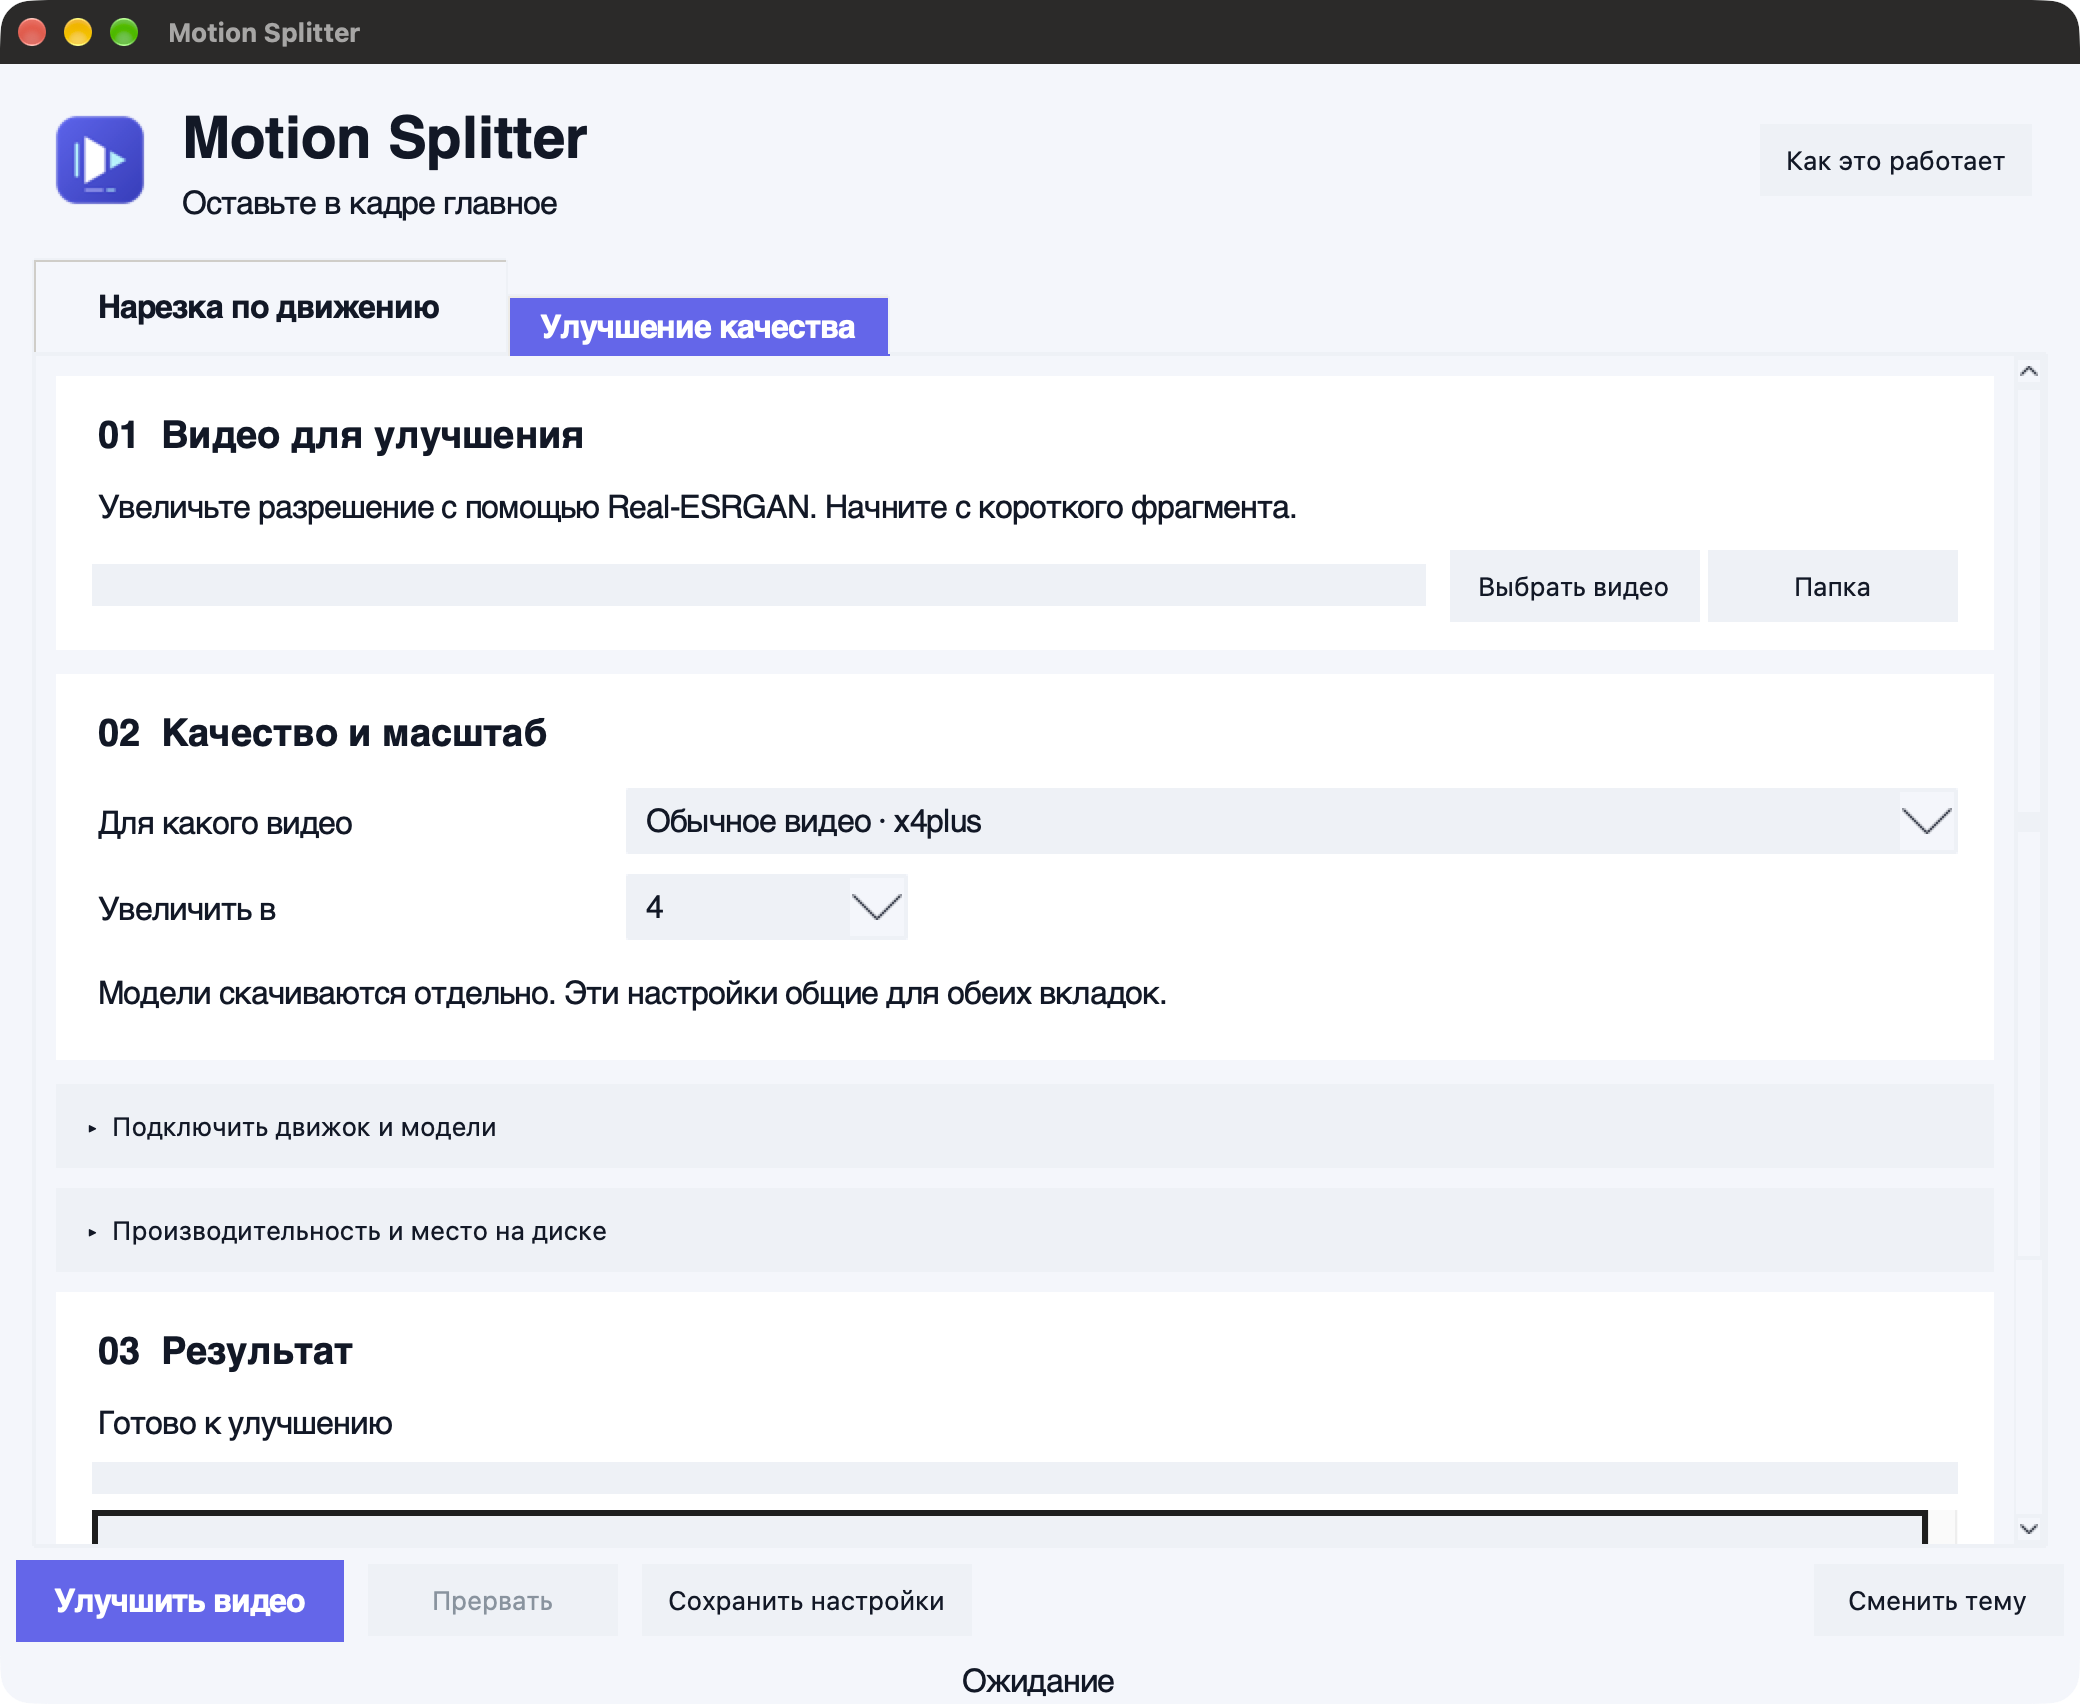 Motion Splitter
Motion Splitter
Оставьте в кадре главное
Как это работает
Нарезка по движению
Улучшение качества
01 Видео для улучшения
Увеличьте разрешение с помощью Real-ESRGAN. Начните с короткого фрагмента.
Выбрать видео
Папка
02 Качество и масштаб
Для какого видео
Обычное видео · x4plus
Увеличить в
4
Модели скачиваются отдельно. Эти настройки общие для обеих вкладок.
▸ Подключить движок и модели
▸ Производительность и место на диске
03 Результат
Готово к улучшению
Улучшить видео
Прервать
Сохранить настройки
Сменить тему
Ожидание